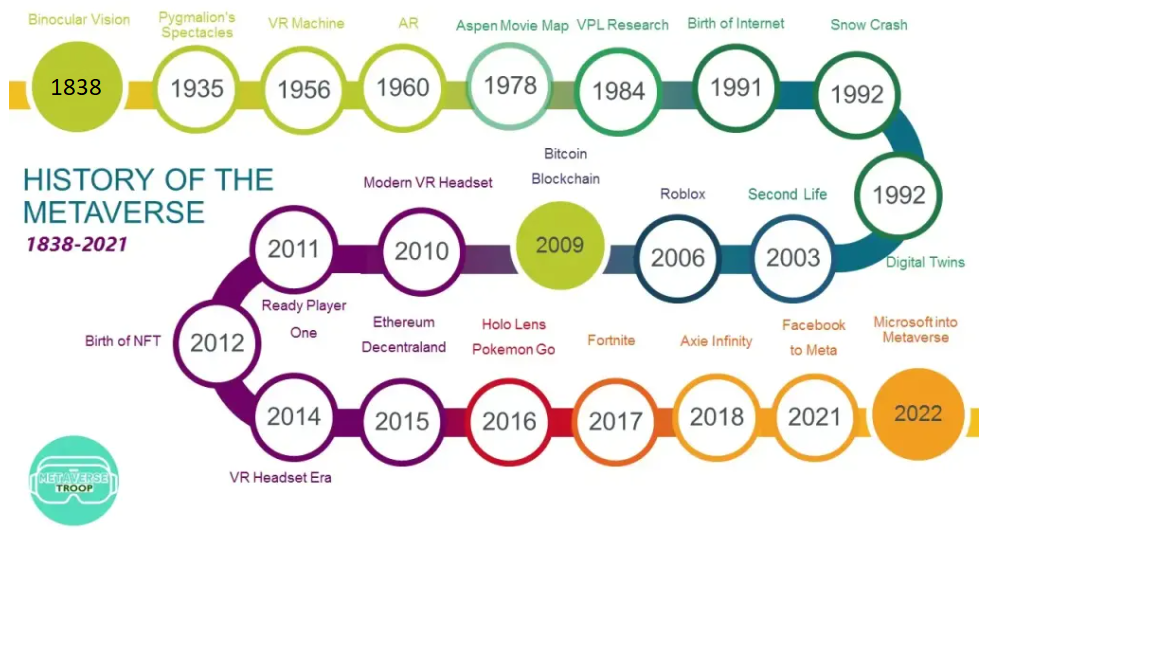 Binocular Vision
Pygmalion's
Spectacles
VR Machine
AR
Aspen Movie Map
VPL Research
Birth of Internet
Snow Crash
1838
1935
1956
1960
1978
1984
1991
1992
HISTORY OF THE
METAVERSE
1838-2021
1992
Digital Twins
Second Life
2003
Roblox
2006
Bitcoin
Blockchain
2009
Modern VR Headset
2010
2011
Ready Player
One
Birth of NFT
2012
2014
VR Headset Era
Ethereum
Decentraland
2015
Holo Lens
Pokemon Go
2016
Fortnite
2017
Axie Infinity
2018
Facebook
to Meta
2021
Microsoft into
Metaverse
2022
METAVERSE
TROOP